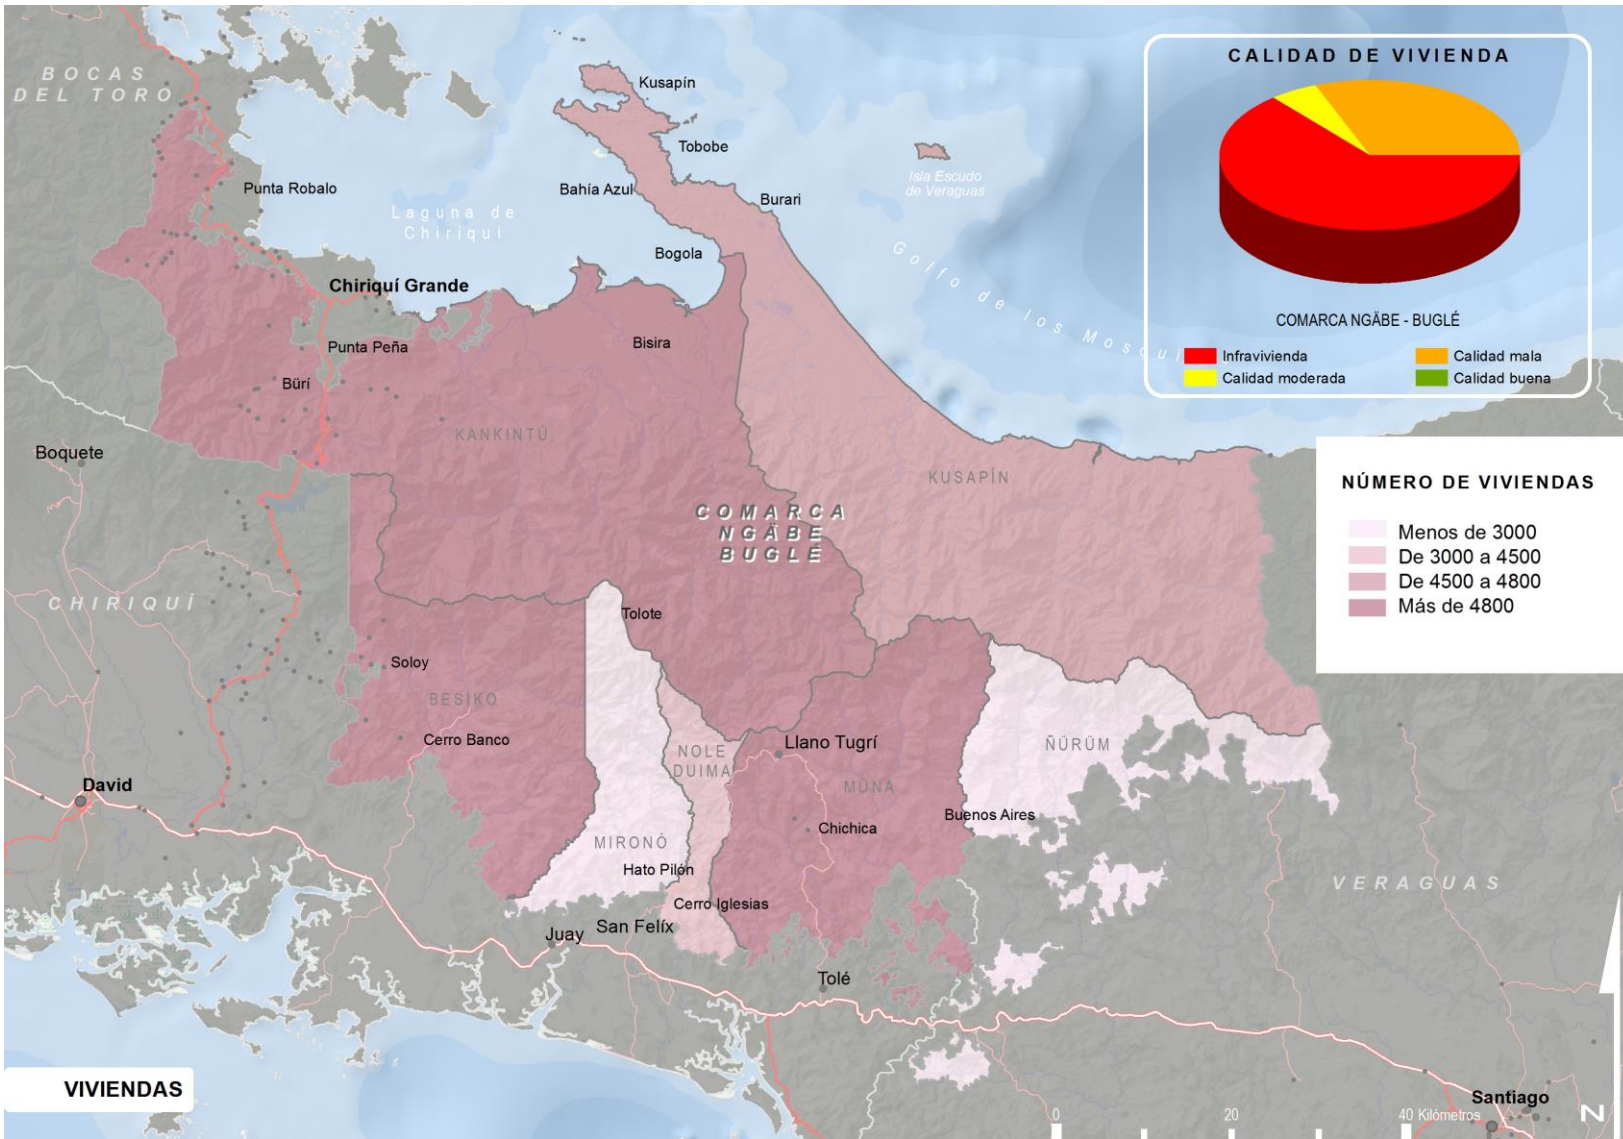 BOCAS
DEL TORO
Kusapín
Tobobe
Punta Robalo
Bahía Azul
Burari
Isla Escudo
de Veraguas
Laguna de
Chiriquí
Bogola
Golfo de los Mosqui
Chiriquí Grande
Punta Peña
Bisira
Bürí
KANKINTÚ
Boquete
KUSAPÍN
COMARCA
NGÄBE
BUGLÉ
CHIRIQUÍ
Tolote
Soloy
BESIKO
Cerro Banco
Llano Tugrí
NOLE
DUIMA
ÑÜRÜM
MÜNA
David
Buenos Aires
Chichica
MIRONÓ
Hato Pilón
Cerro Iglesias
VERAGUAS
San Felíx
Juay
Tolé
Santiago
VIVIENDAS
0 20 40 Kilómetros
N
CALIDAD DE VIVIENDA
COMARCA NGÄBE - BUGLÉ
Infravivienda
Calidad mala
Calidad moderada
Calidad buena
NÚMERO DE VIVIENDAS
Menos de 3000
De 3000 a 4500
De 4500 a 4800
Más de 4800